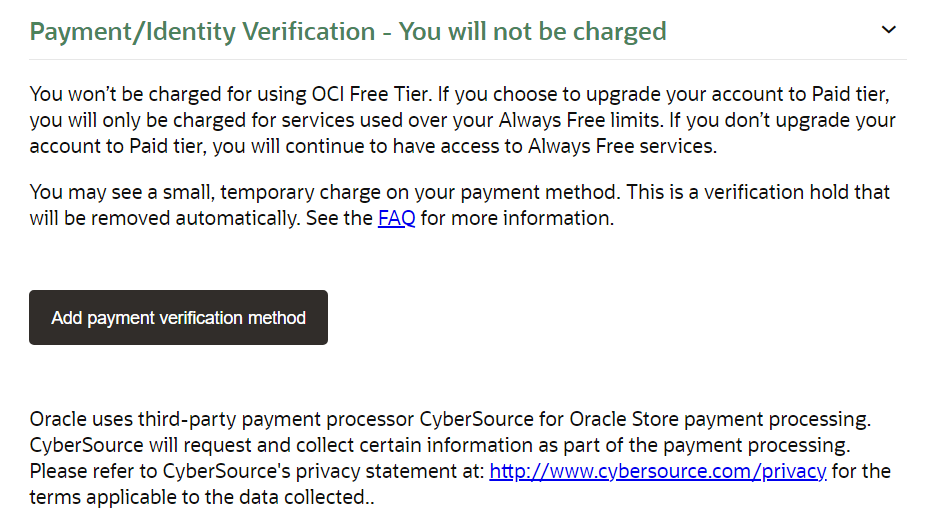 Payment/Identity Verification - You will not be charged
You won’t be charged for using OCI Free Tier. If you choose to upgrade your account to Paid tier,
you will only be charged for services used over your Always Free limits. If you don’t upgrade your
account to Paid tier, you will continue to have access to Always Free services.
You may see a small, temporary charge on your payment method. This is a verification hold that
will be removed automatically. See the FAQ for more information.
Add payment verification method
Oracle uses third-party payment processor CyberSource for Oracle Store payment processing.
CyberSource will request and collect certain information as part of the payment processing.
Please refer to CyberSource's privacy statement at: http://www.cybersource.com/privacy for the
terms applicable to the data collected..